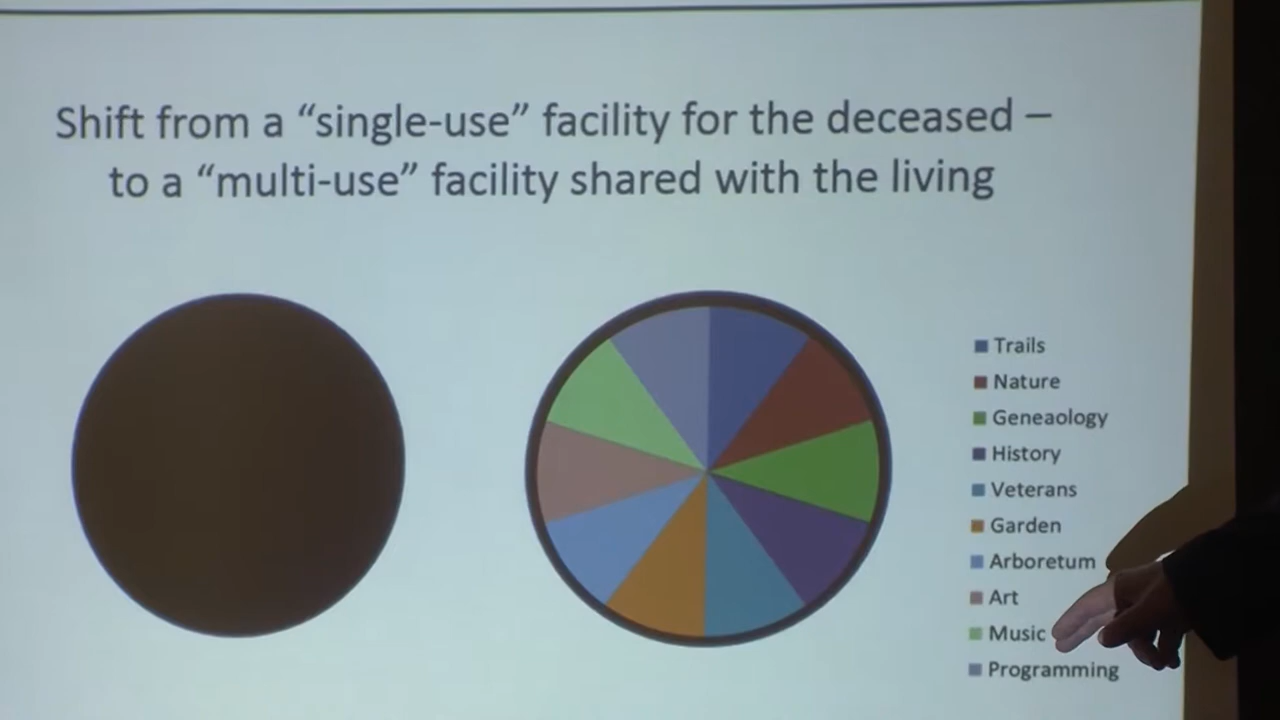 Shift from a “single-use” facility for the deceased –
to a “multi-use” facility shared with the living
Trails
Nature
Geneaology
History
Veterans
Garden
Arboretum
Art
Music
Programming